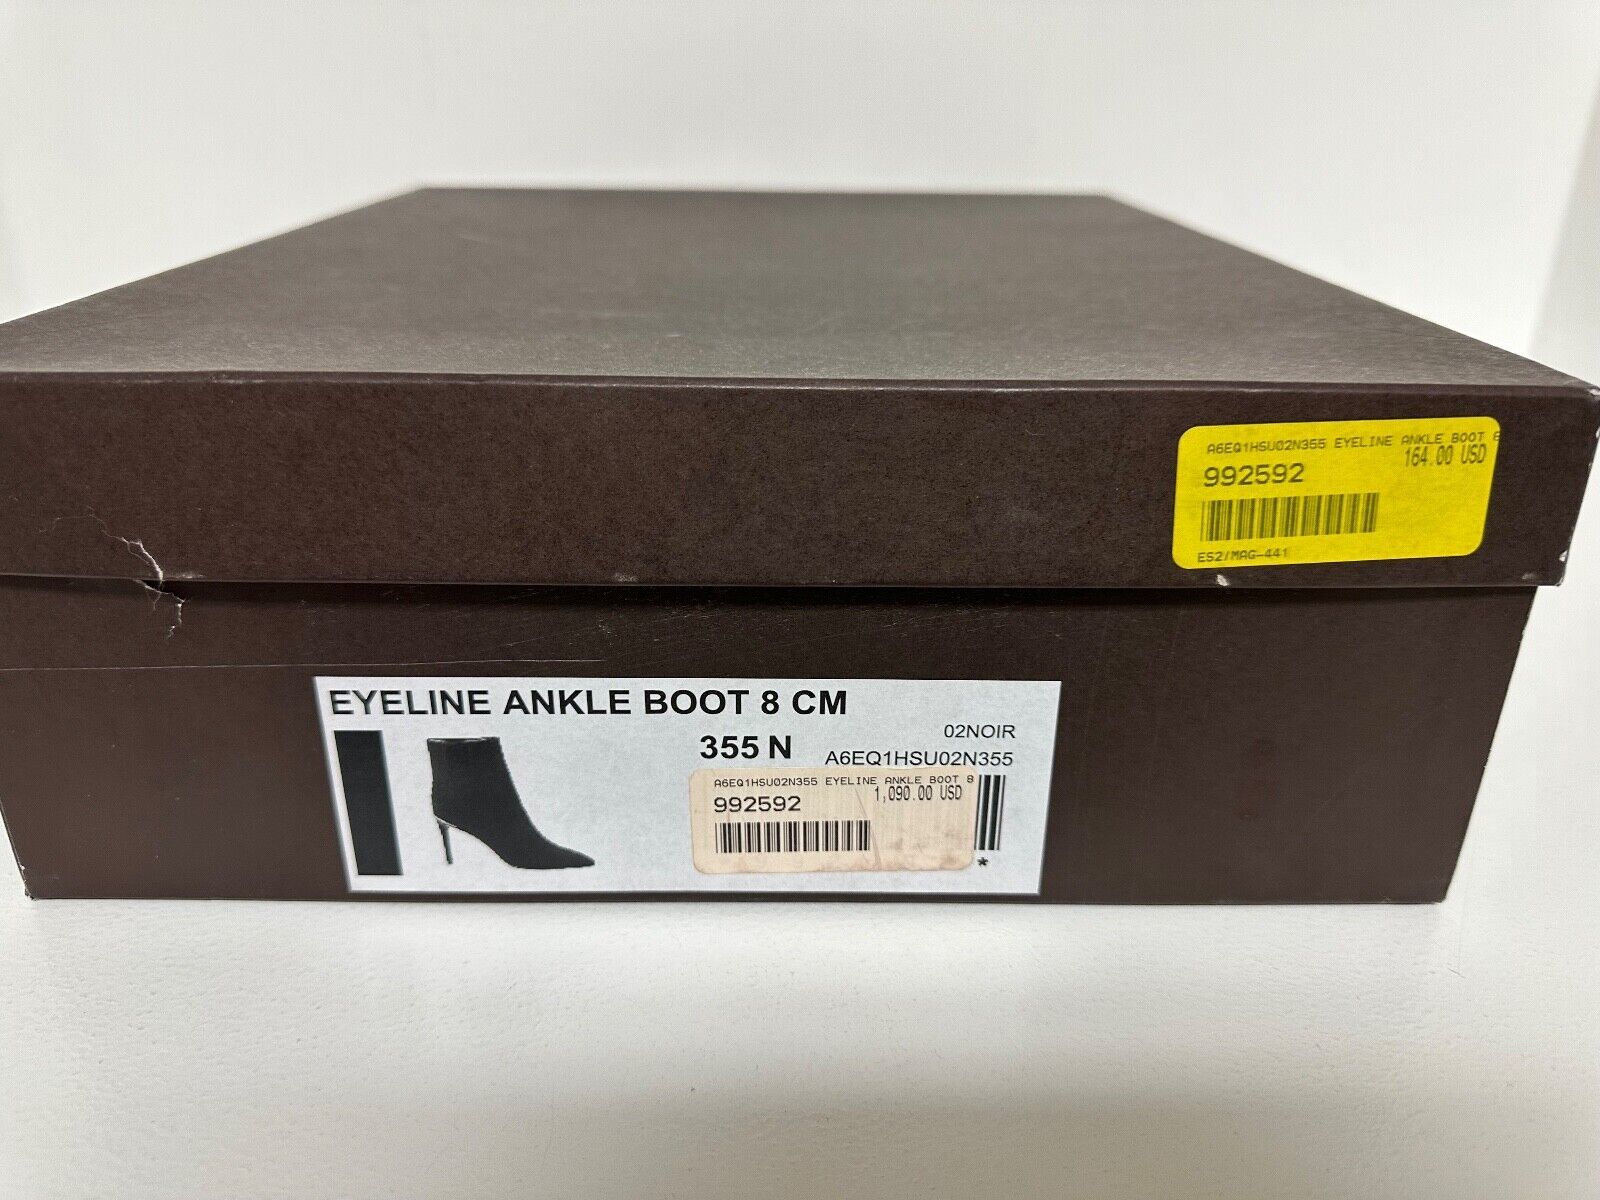 A6EQ1HSU02N355 EYELINE ANKLE BOOT 8
164.00 USD
992592
ES2/MAG-441
EYELINE ANKLE BOOT 8 CM
02NOIR
355 N
A6EQ1HSU02N355
A6EQ1HSU02N355 EYELINE ANKLE BOOT 8
1,090.00 USD
992592
*